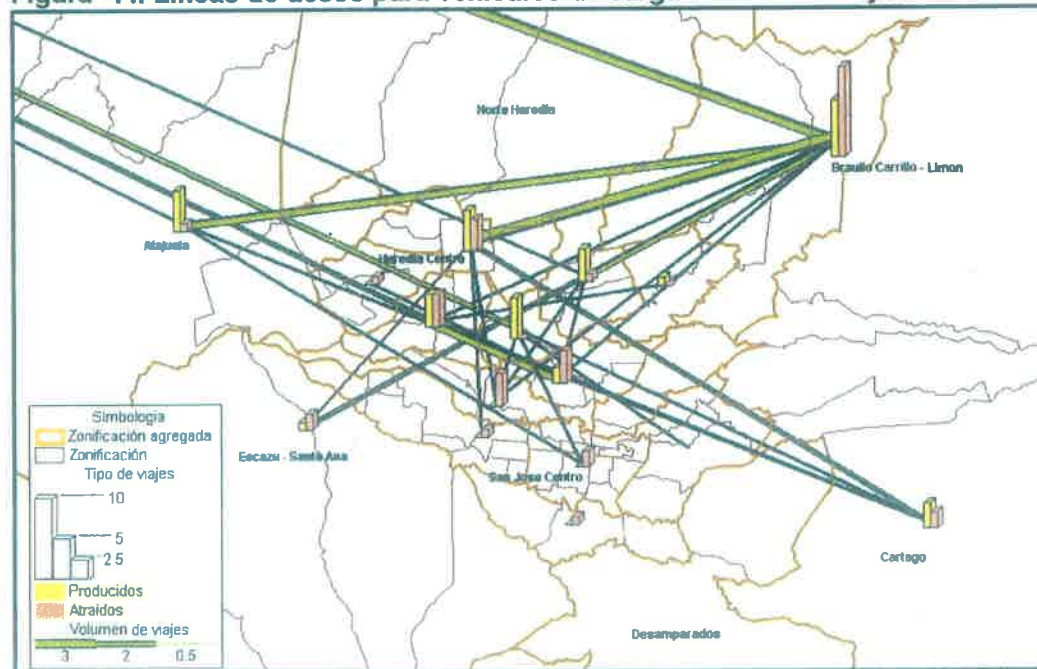 Norte Heredia
Braulio Carrillo - Limon
Alajuela
Heredia Centro
Escazu - Santa Ana
San Jose Centro
Cartago
Desamparados
Simbología
Zonificación agregada
Zonificación
Tipo de viajes
10
5
2.5
Producidos
Atraidos
Volumen de viajes
3 2 0.5